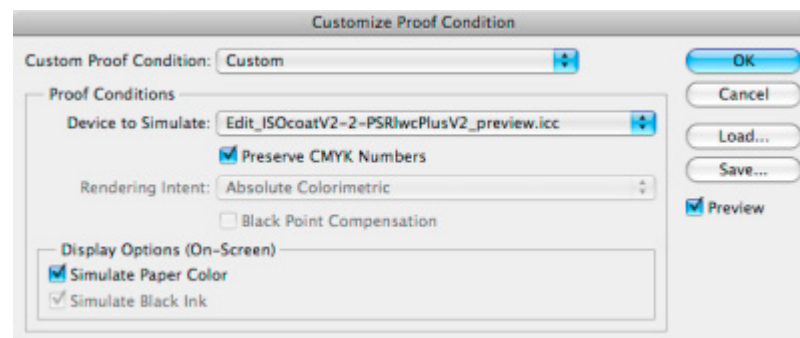 Customize Proof Condition
Custom Proof Condition: Custom
OK
Proof Conditions
Cancel
Device to Simulate: Edit_ISOcoatV2-2-PSRlwcPlusV2_preview.icc
Load...
Preserve CMYK Numbers
Save...
Rendering Intent: Absolute Colorimetric
Preview
Black Point Compensation
Display Options (On-Screen)
Simulate Paper Color
Simulate Black Ink